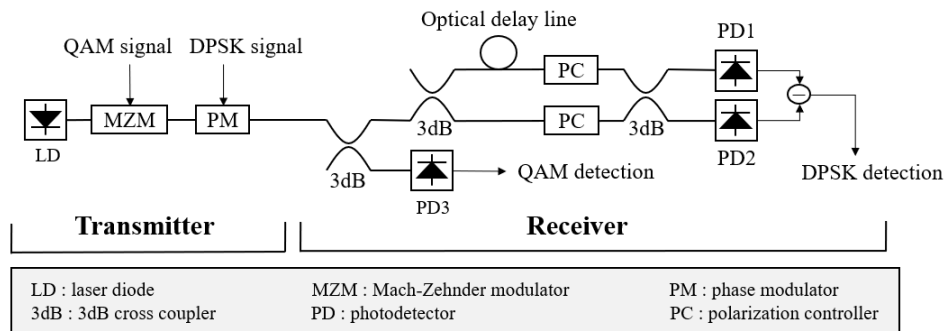 Optical delay line
PD1
QAM signal DPSK signal
PC
MZM PM
PC
3dB 3dB
LD
PD2
3dB
QAM detection
DPSK detection
PD3
Transmitter
Receiver
LD : laser diode MZM : Mach-Zehnder modulator PM : phase modulator
3dB : 3dB cross coupler PD : photodetector PC : polarization controller